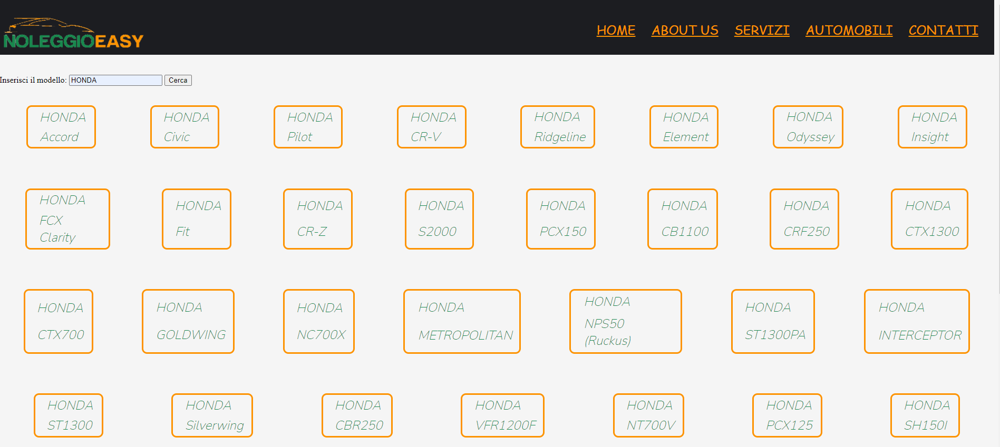 NOLEGGIOEASY
HOME ABOUT US SERVIZI AUTOMOBILI CONTATTI
Inserisci il modello: HONDA Cerca
HONDA
Accord
HONDA
Civic
HONDA
Pilot
HONDA
CR-V
HONDA
Ridgeline
HONDA
Element
HONDA
Odyssey
HONDA
Insight
HONDA
FCX
Clarity
HONDA
Fit
HONDA
CR-Z
HONDA
S2000
HONDA
PCX150
HONDA
CB1100
HONDA
CRF250
HONDA
CTX1300
HONDA
CTX700
HONDA
GOLDWING
HONDA
NC700X
HONDA
METROPOLITAN
HONDA
NPS50
(Ruckus)
HONDA
ST1300PA
HONDA
INTERCEPTOR
HONDA
ST1300
HONDA
Silverwing
HONDA
CBR250
HONDA
VFR1200F
HONDA
NT700V
HONDA
PCX125
HONDA
SH150I